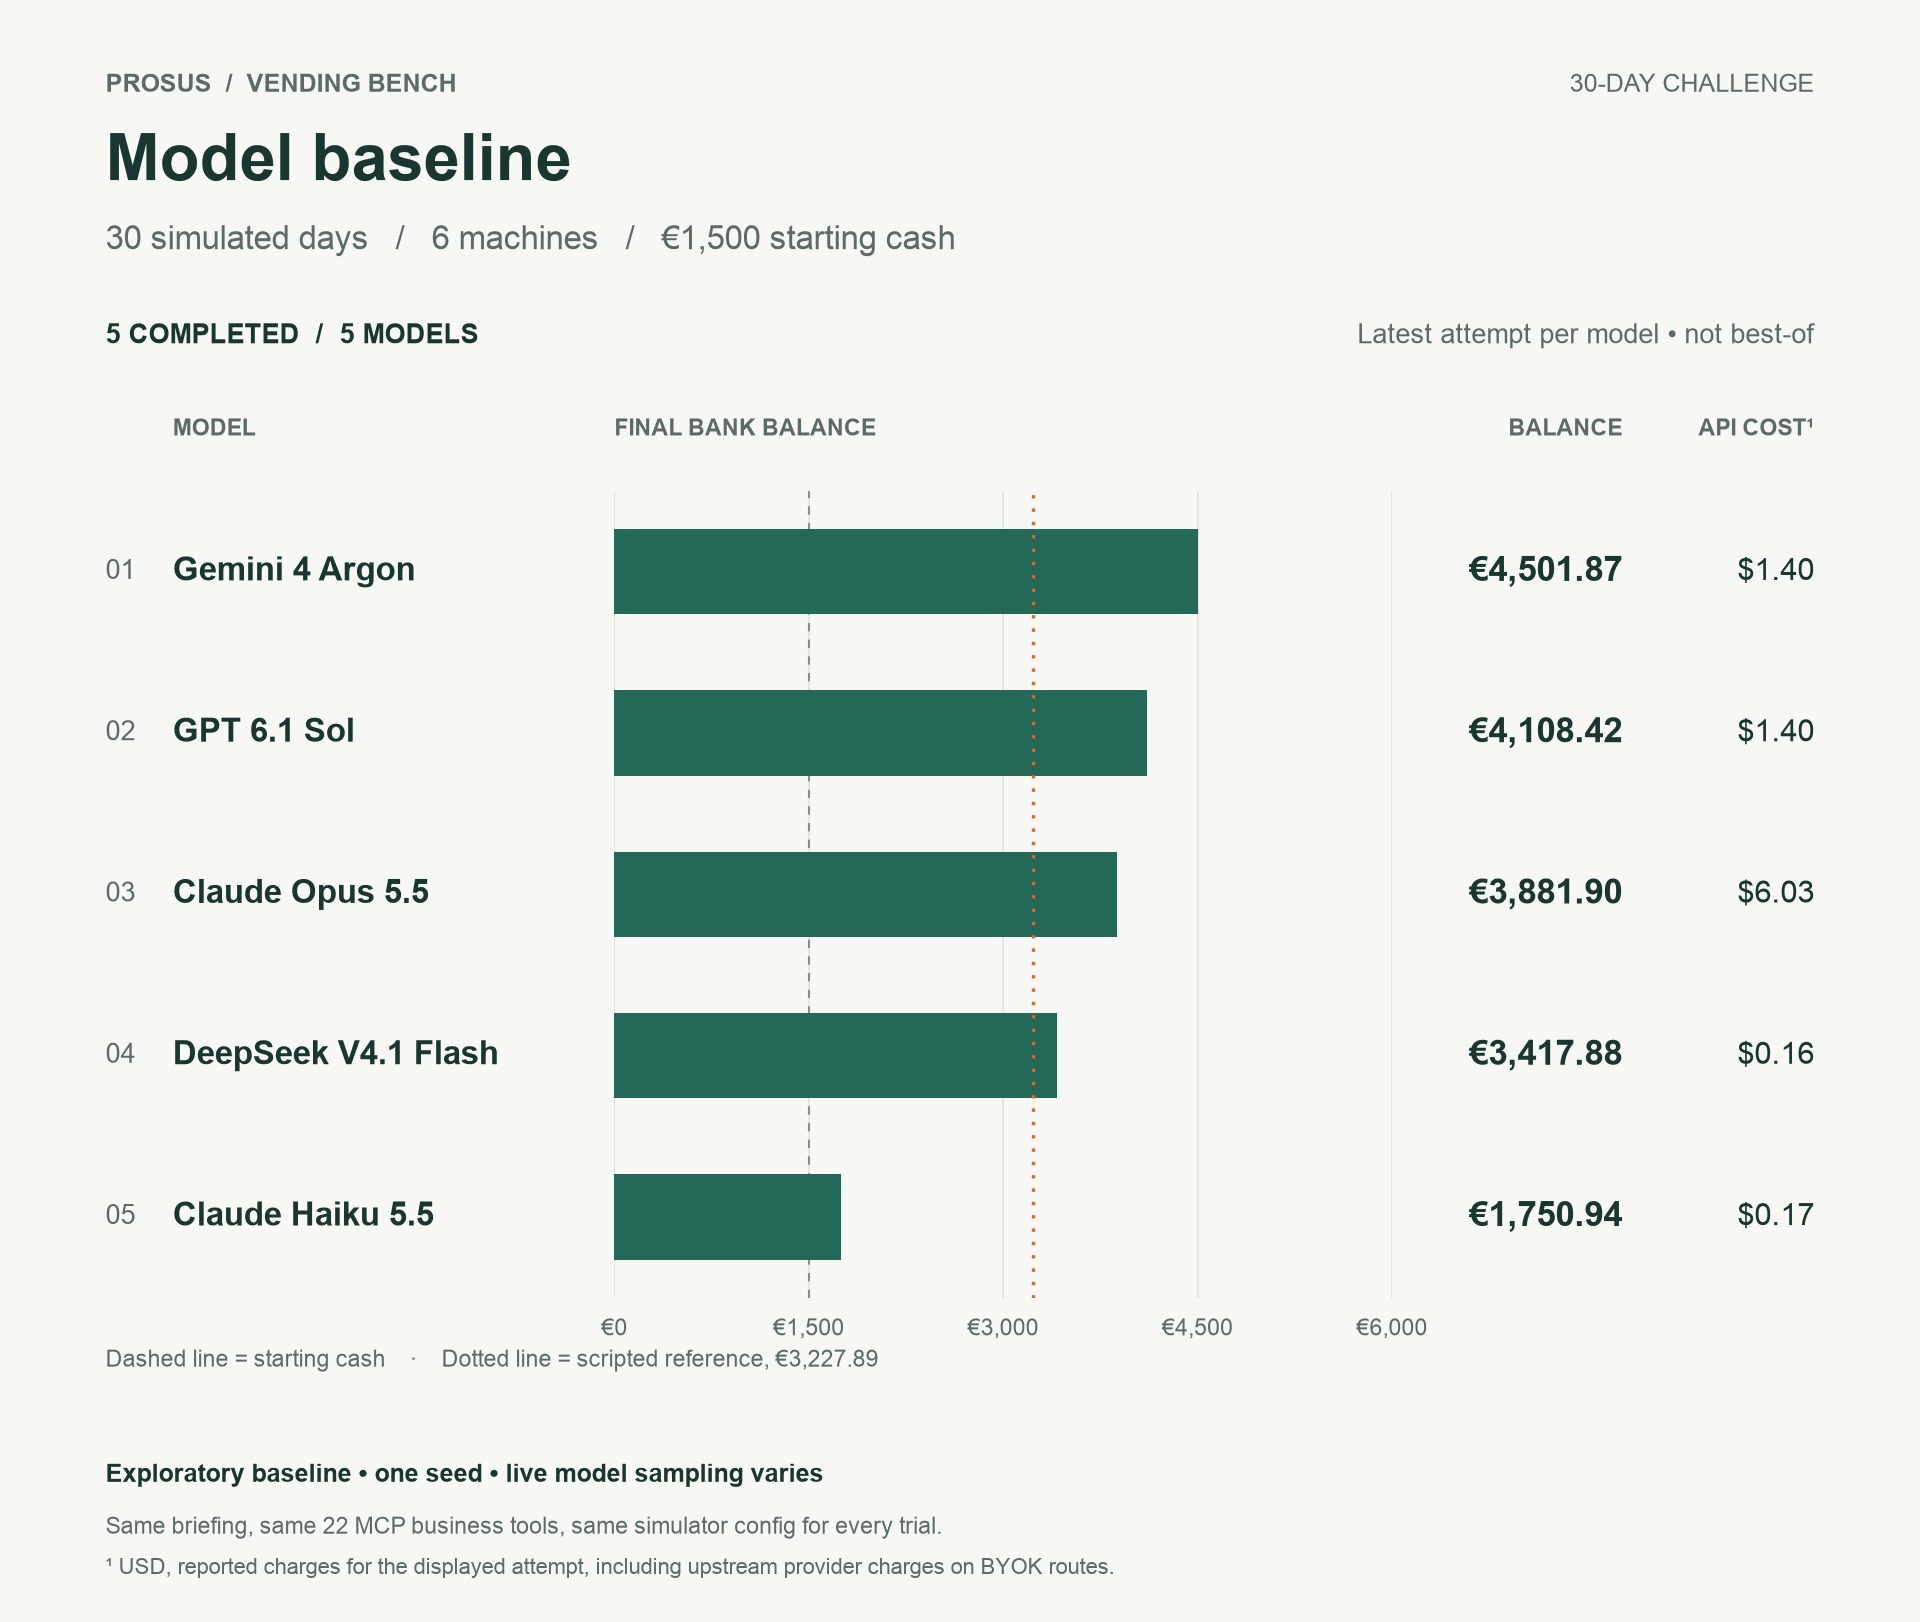 PROSUS / VENDING BENCH 30-DAY CHALLENGE
Model baseline
30 simulated days / 6 machines / €1,500 starting cash
5 COMPLETED / 5 MODELS Latest attempt per model • not best-of
MODEL FINAL BANK BALANCE BALANCE API COST¹
01 Gemini 4 Argon €4,501.87 $1.40
02 GPT 6.1 Sol €4,108.42 $1.40
03 Claude Opus 5.5 €3,881.90 $6.03
04 DeepSeek V4.1 Flash €3,417.88 $0.16
05 Claude Haiku 5.5 €1,750.94 $0.17
€0 €1,500 €3,000 €4,500 €6,000
Dashed line = starting cash · Dotted line = scripted reference, €3,227.89
Exploratory baseline • one seed • live model sampling varies
Same briefing, same 22 MCP business tools, same simulator config for every trial.
¹ USD, reported charges for the displayed attempt, including upstream provider charges on BYOK routes.